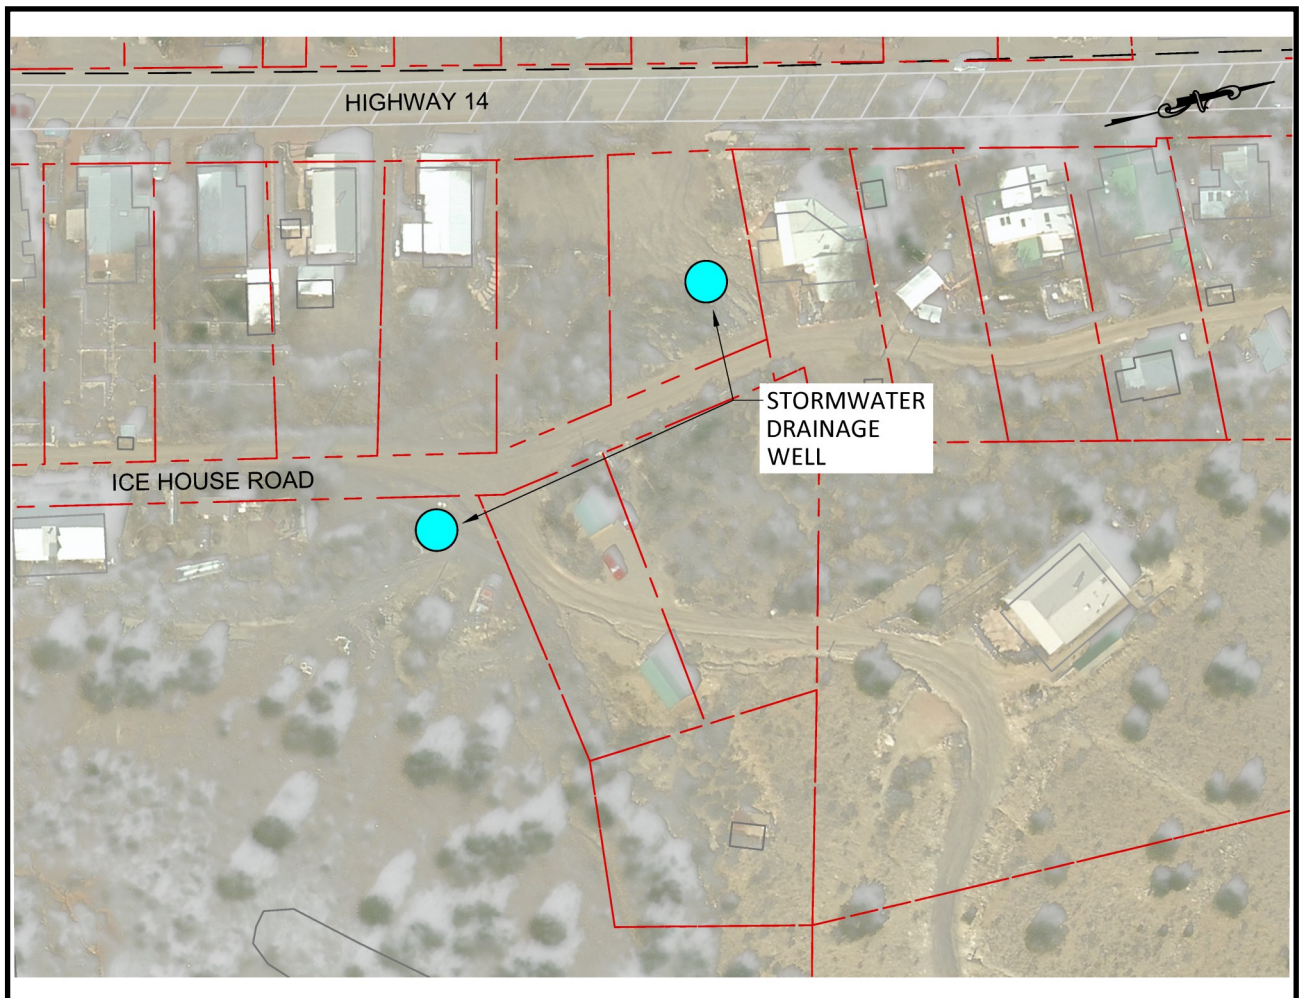 HIGHWAY 14
STORMWATER
DRAINAGE
WELL
ICE HOUSE ROAD